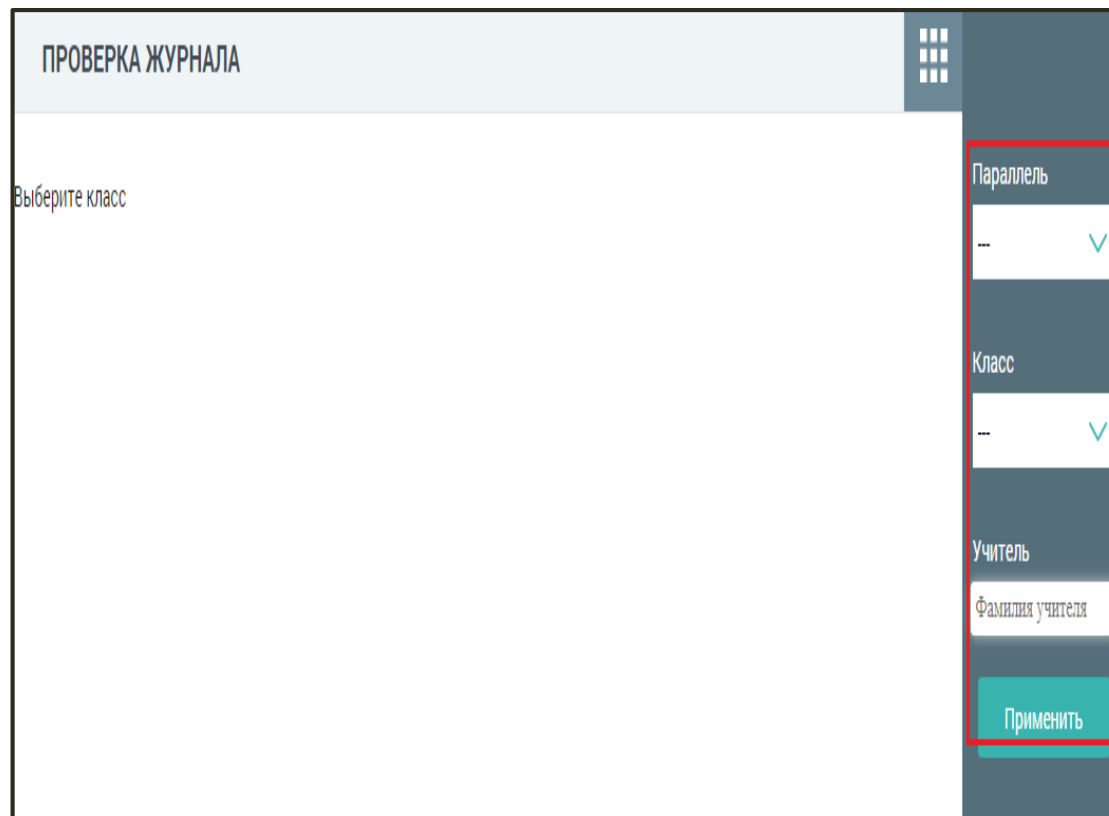 ПРОВЕРКА ЖУРНАЛА
Выберите класс
Параллель
---
Класс
---
Учитель
Фамилия учителя
Применить